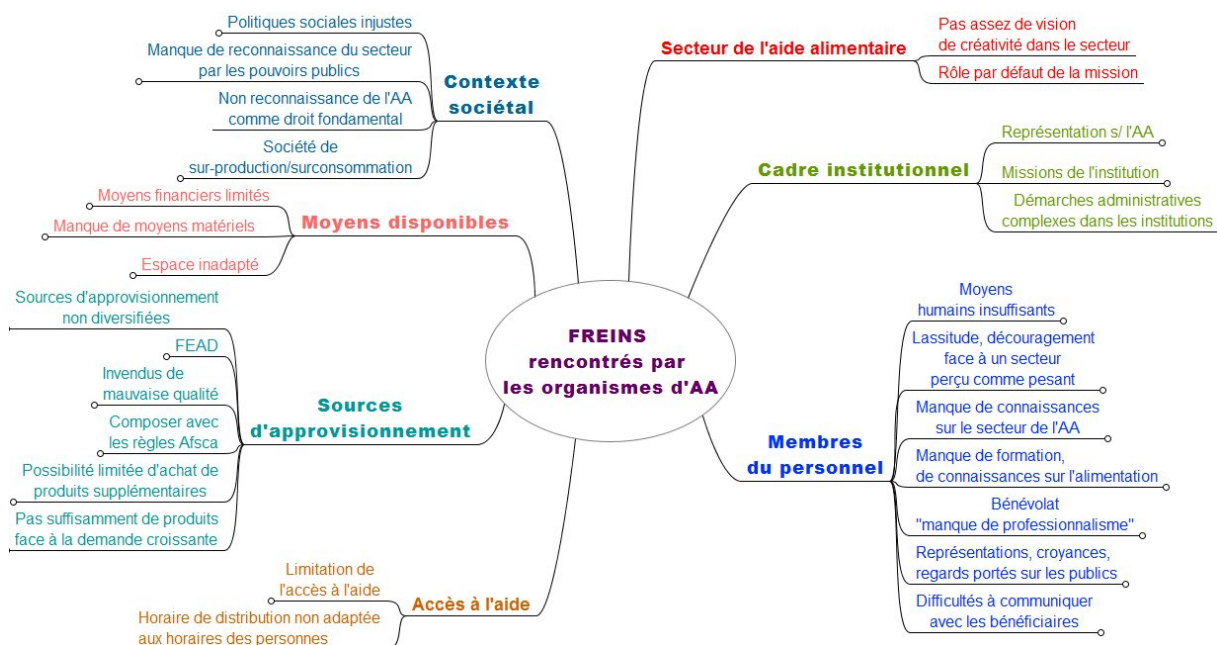 FREINS
rencontrés par
les organismes d'AA
Contexte
sociétal
Politiques sociales injustes
Manque de reconnaissance du secteur
par les pouvoirs publics
Non reconnaissance de l'AA
comme droit fondamental
Société de
sur-production/surconsommation
Moyens disponibles
Moyens financiers limités
Manque de moyens matériels
Espace inadapté
Sources
d'approvisionnement
Sources d'approvisionnement
non diversifiées
FEAD
Invendus de
mauvaise qualité
Composer avec
les règles Afsca
Possibilité limitée d'achat de
produits supplémentaires
Pas suffisamment de produits
face à la demande croissante
Accès à l'aide
Limitation de
l'accès à l'aide
Horaire de distribution non adaptée
aux horaires des personnes
Secteur de l'aide alimentaire
Pas assez de vision
de créativité dans le secteur
Rôle par défaut de la mission
Cadre institutionnel
Représentation s/ l'AA
Missions de l'institution
Démarches administratives
complexes dans les institutions
Membres
du personnel
Moyens
humains insuffisants
Lassitude, découragement
face à un secteur
perçu comme pesant
Manque de connaissances
sur le secteur de l'AA
Manque de formation,
de connaissances sur l'alimentation
Bénévolat
"manque de professionnalisme"
Représentations, croyances,
regards portés sur les publics
Difficultés à communiquer
avec les bénéficiaires